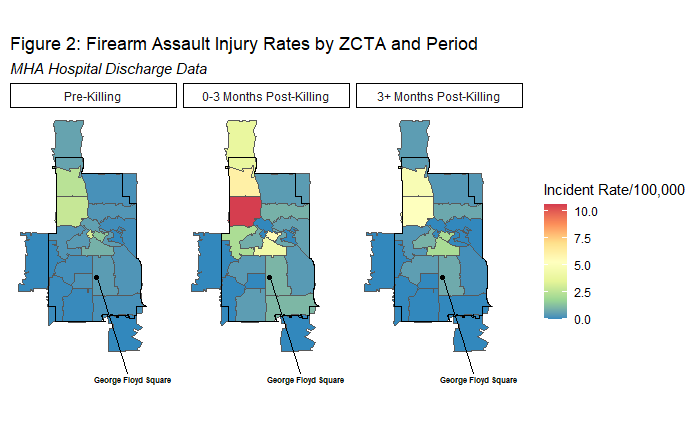 Figure 2: Firearm Assault Injury Rates by ZCTA and Period
MHA Hospital Discharge Data
Pre-Killing
0-3 Months Post-Killing
3+ Months Post-Killing
Incident Rate/100,000
10.0
7.5
5.0
2.5
0.0
George Floyd Square
George Floyd Square
George Floyd Square